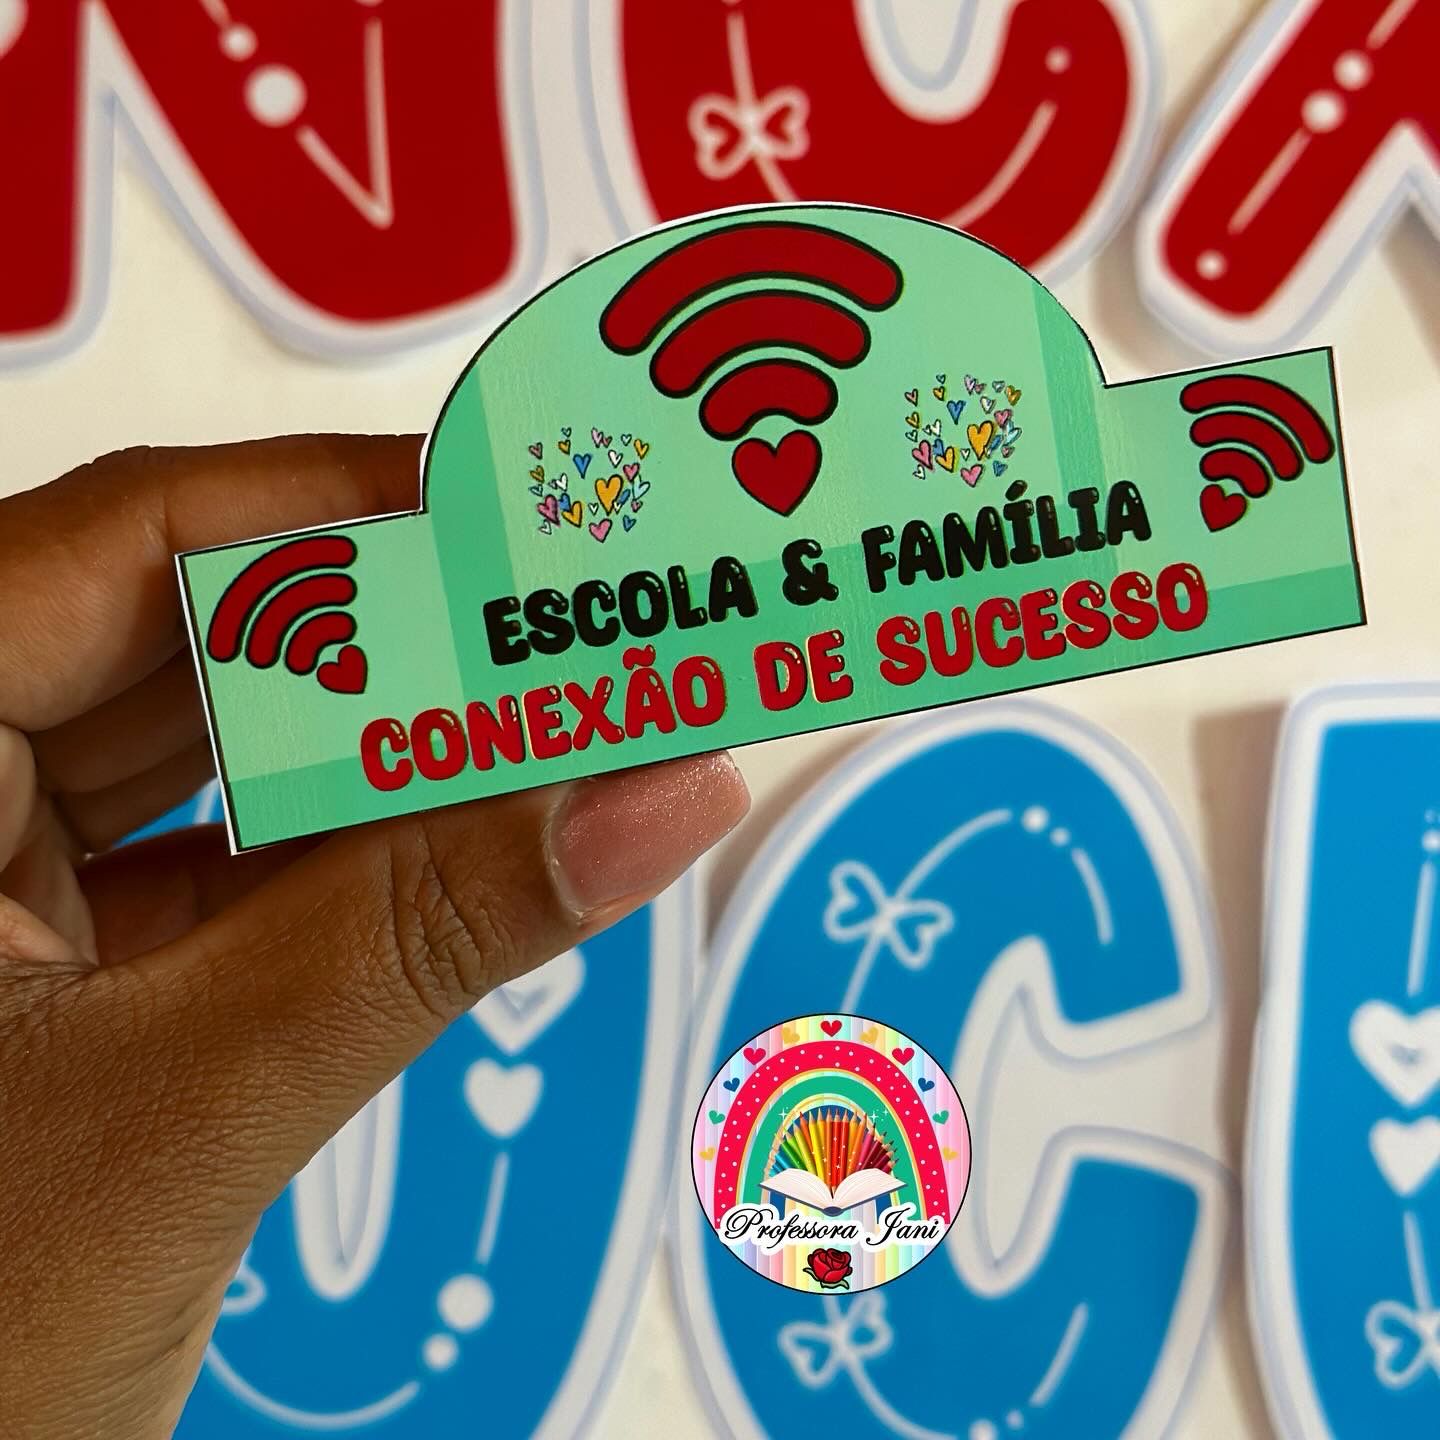 ESCOLA & FAMÍLIA
CONEXÃO DE SUCESSO
Professora Jani